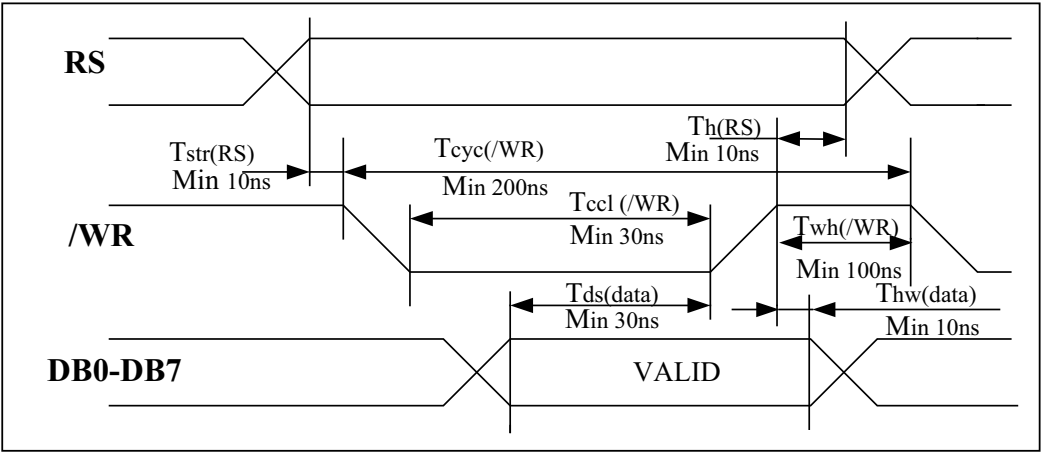 RS
Th(RS)
Tstr(RS)
Tcyc(/WR)
Min 10ns
Min 10ns
Min 200ns
Tccl (/WR)
/WR
Min 30ns
Twh(/WR)
Min 100ns
Tds(data)
Thw(data)
Min 30ns
Min 10ns
DB0-DB7
VALID